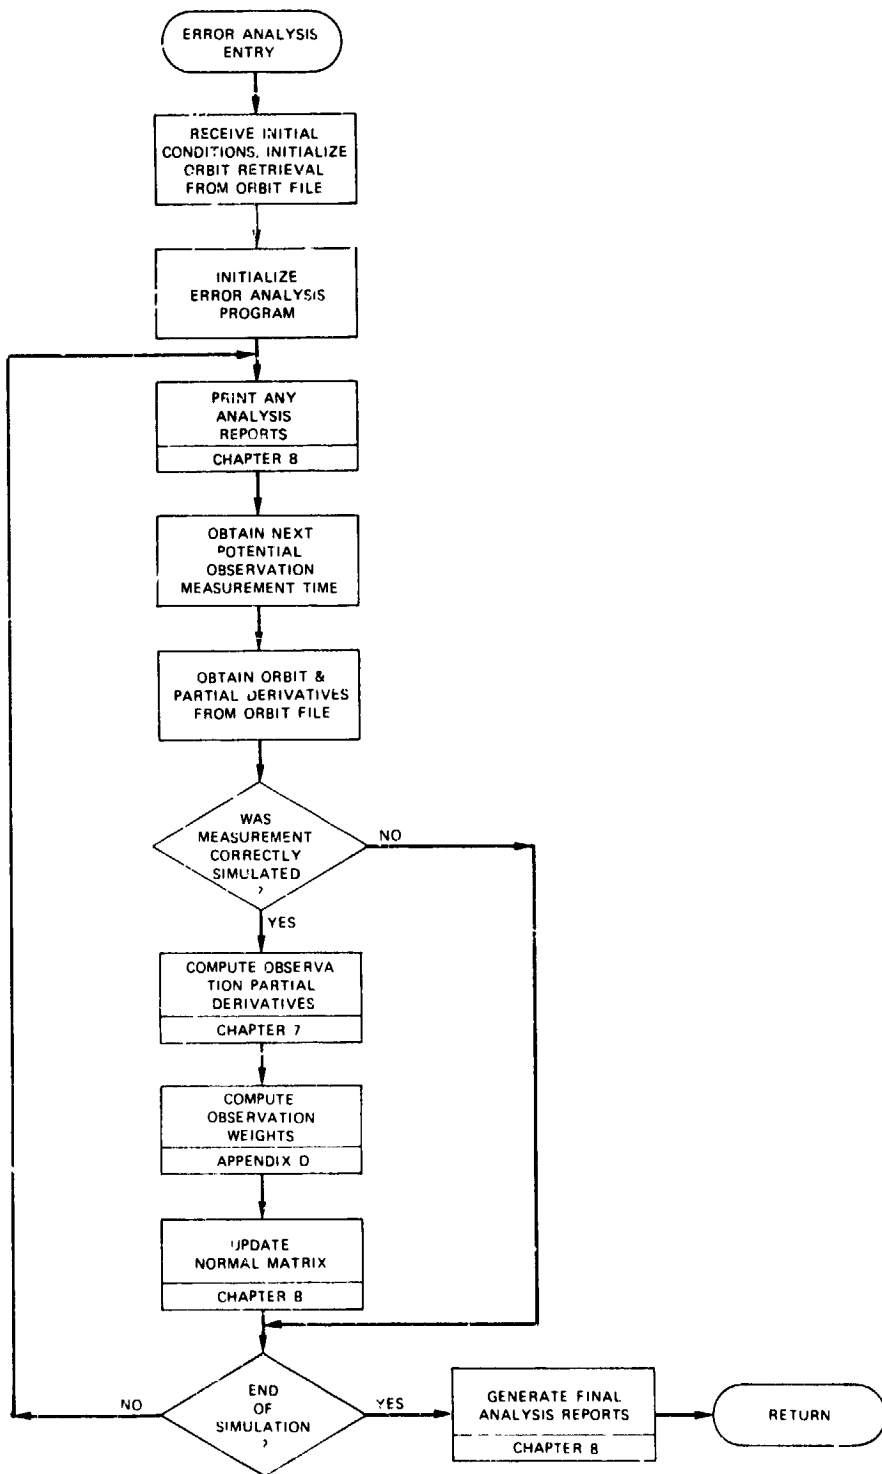 ERROR ANALYSIS
ENTRY
RECEIVE INITIAL
CONDITIONS, INITIALIZE
ORBIT RETRIEVAL
FROM ORBIT FILE
INITIALIZE
ERROR ANALYSIS
PROGRAM
PRINT ANY
ANALYSIS
REPORTS
CHAPTER 8
OBTAIN NEXT
POTENTIAL
OBSERVATION
MEASUREMENT TIME
OBTAIN ORBIT &
PARTIAL DERIVATIVES
FROM ORBIT FILE
WAS
MEASUREMENT
CORRECTLY
SIMULATED
?
NO
YES
COMPUTE OBSERVA
TION PARTIAL
DERIVATIVES
CHAPTER 7
COMPUTE
OBSERVATION
WEIGHTS
APPENDIX D
UPDATE
NORMAL MATRIX
CHAPTER 8
END
OF
SIMULATION
?
NO
YES
GENERATE FINAL
ANALYSIS REPORTS
CHAPTER 8
RETURN